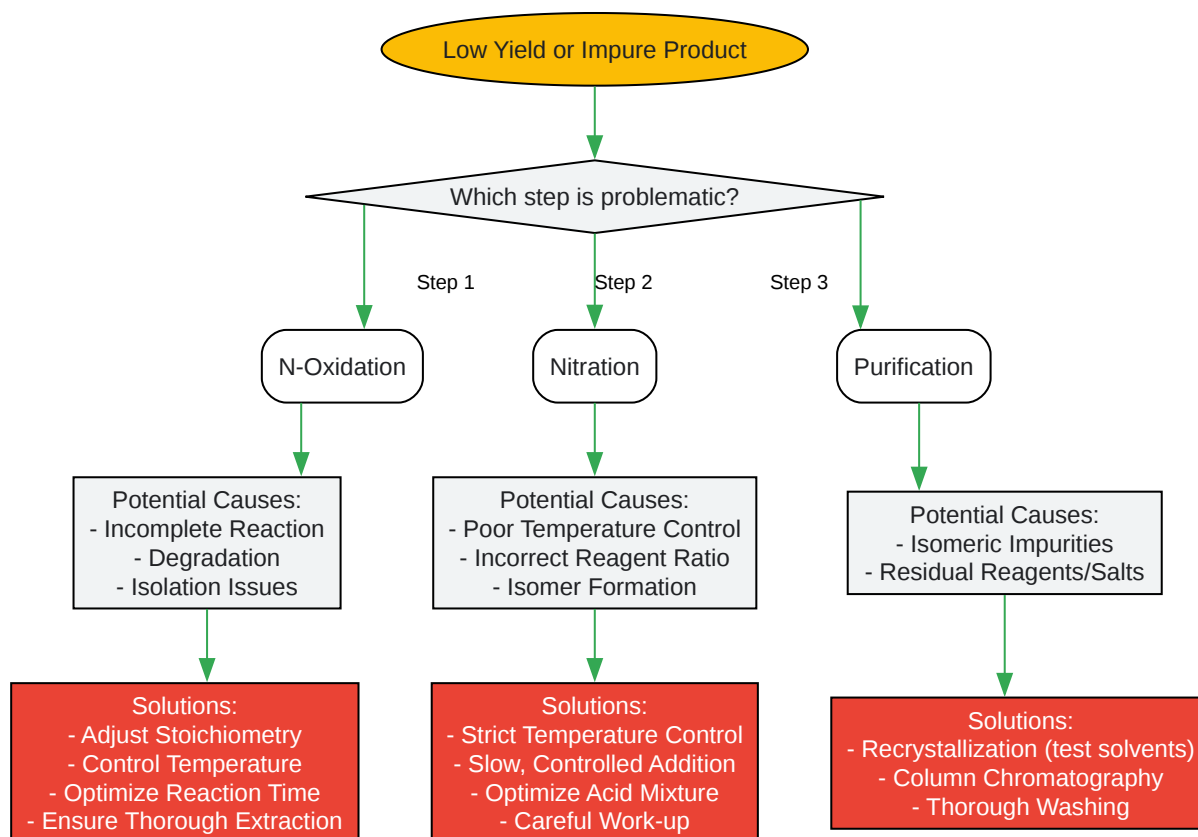 Low Yield or Impure Product
Which step is problematic?
Step 1
Step 2
Step 3
N-Oxidation
Nitration
Purification
Potential Causes:
- Incomplete Reaction
- Degradation
- Isolation Issues
Potential Causes:
- Poor Temperature Control
- Incorrect Reagent Ratio
- Isomer Formation
Potential Causes:
- Isomeric Impurities
- Residual Reagents/Salts
Solutions:
- Adjust Stoichiometry
- Control Temperature
- Optimize Reaction Time
- Ensure Thorough Extraction
Solutions:
- Strict Temperature Control
- Slow, Controlled Addition
- Optimize Acid Mixture
- Careful Work-up
Solutions:
- Recrystallization (test solvents)
- Column Chromatography
- Thorough Washing